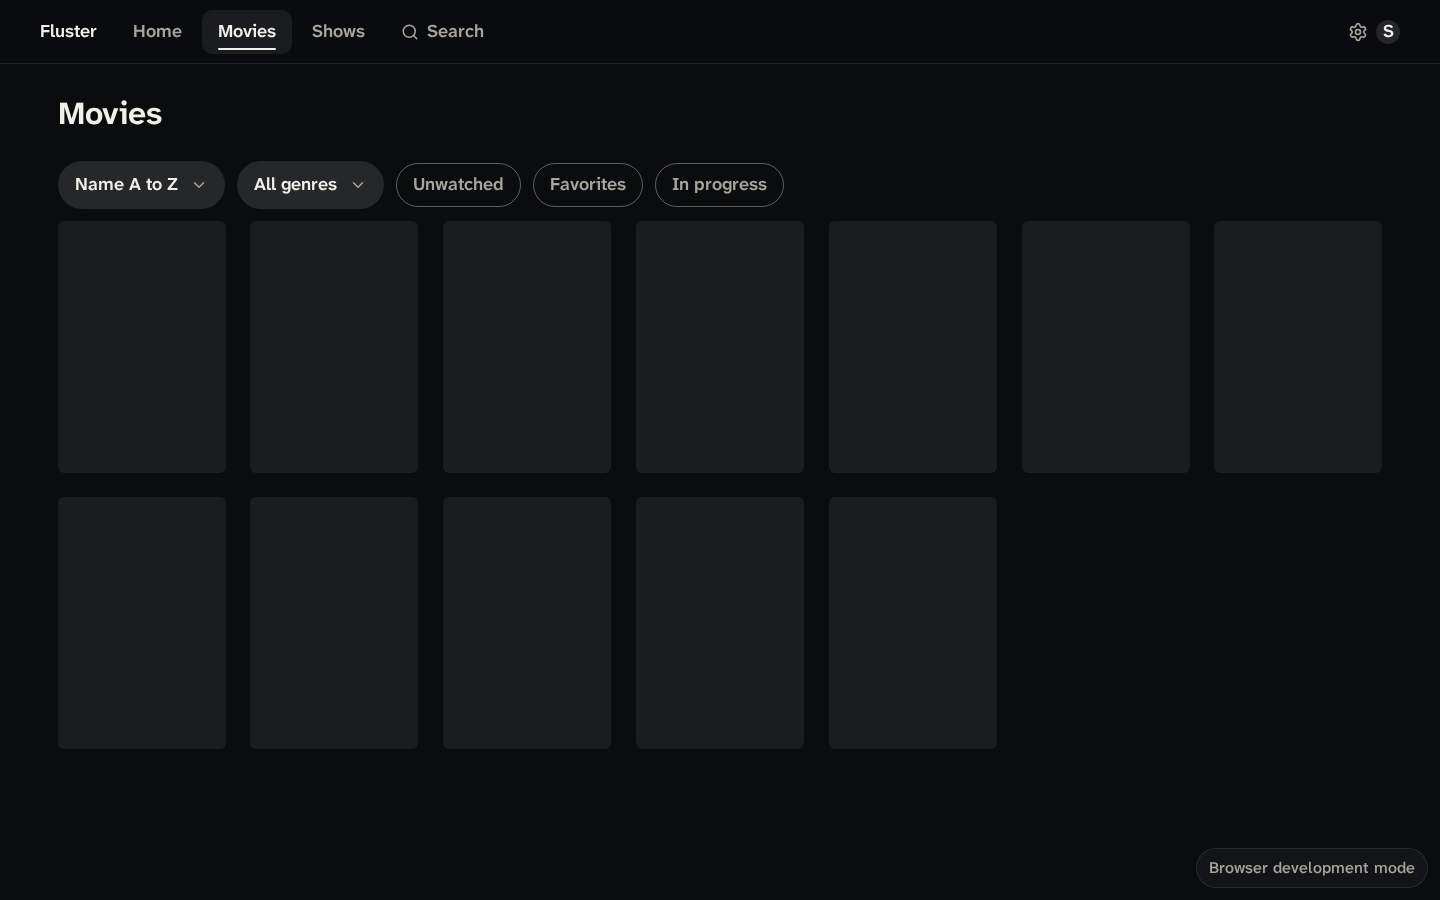 Fluster Home Movies Shows Search S
Movies
Name A to Z All genres Unwatched Favorites In progress
Browser development mode